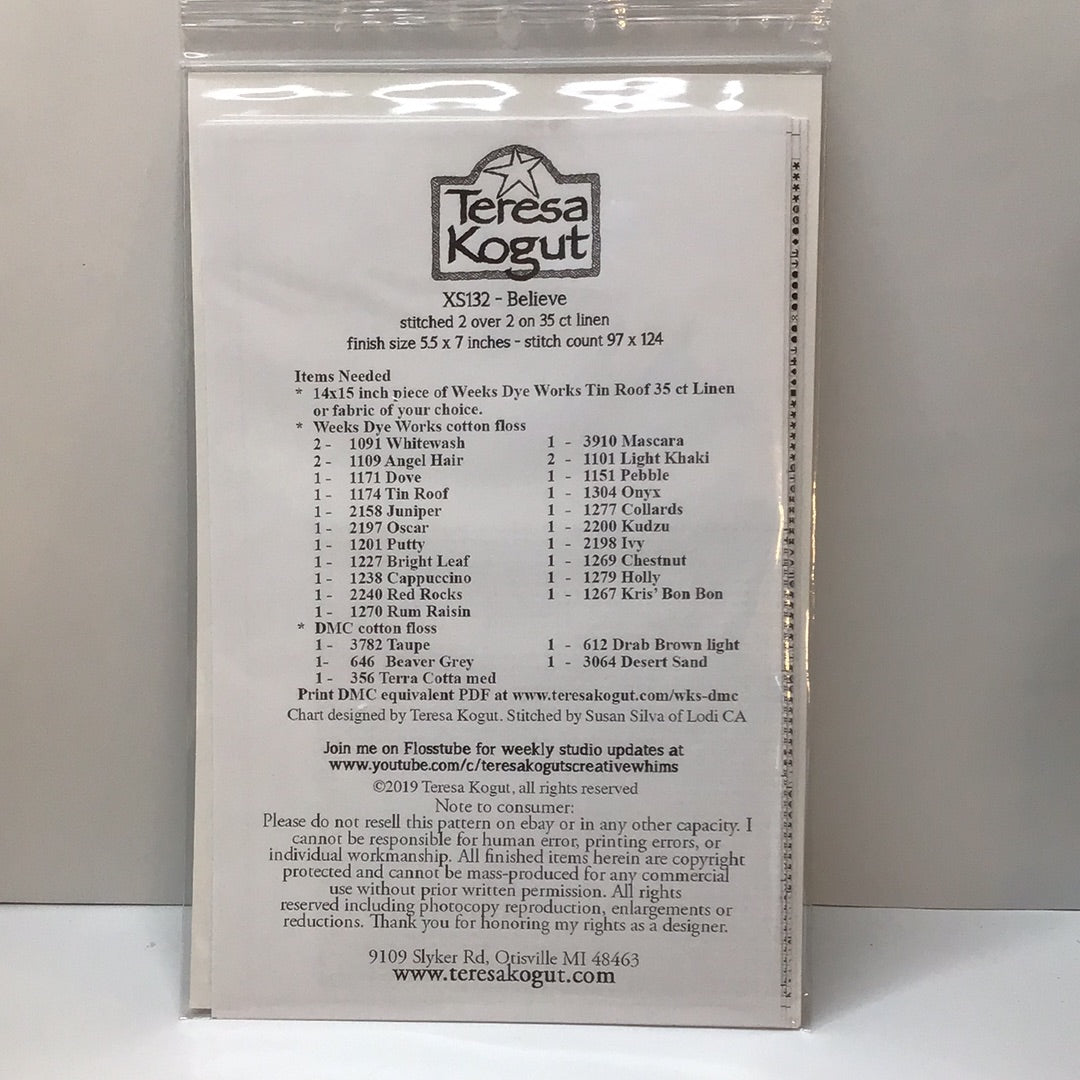 Teresa
Kogut
XS132 - Believe
stitched 2 over 2 on 35 ct linen
finish size 5.5 x 7 inches - stitch count 97 x 124
Items Needed
* 14x15 inch piece of Weeks Dye Works Tin Roof 35 ct Linen
or fabric of your choice.
* Weeks Dye Works cotton floss
2 - 1091 Whitewash 1 - 3910 Mascara
2 - 1109 Angel Hair 2 - 1101 Light Khaki
1 - 1171 Dove 1 - 1151 Pebble
1 - 1174 Tin Roof 1 - 1304 Onyx
1 - 2158 Juniper 1 - 1277 Collards
1 - 2197 Oscar 1 - 2200 Kudzu
1 - 1201 Putty 1 - 2198 Ivy
1 - 1227 Bright Leaf 1 - 1269 Chestnut
1 - 1238 Cappuccino 1 - 1279 Holly
1 - 2240 Red Rocks 1 - 1267 Kris' Bon Bon
1 - 1270 Rum Raisin
* DMC cotton floss
1 - 3782 Taupe 1 - 612 Drab Brown light
1- 646 Beaver Grey 1 - 3064 Desert Sand
1 - 356 Terra Cotta med
Print DMC equivalent PDF at www.teresakogut.com/wks-dmc
Chart designed by Teresa Kogut. Stitched by Susan Silva of Lodi CA
Join me on Flosstube for weekly studio updates at
www.youtube.com/c/teresakogutscreativewhims
©2019 Teresa Kogut, all rights reserved
Note to consumer:
Please do not resell this pattern on ebay or in any other capacity. I
cannot be responsible for human error, printing errors, or
individual workmanship. All finished items herein are copyright
protected and cannot be mass-produced for any commercial
use without prior written permission. All rights
reserved including photocopy reproduction, enlargements or
reductions. Thank you for honoring my rights as a designer.
9109 Slyker Rd, Otisville MI 48463
www.teresakogut.com